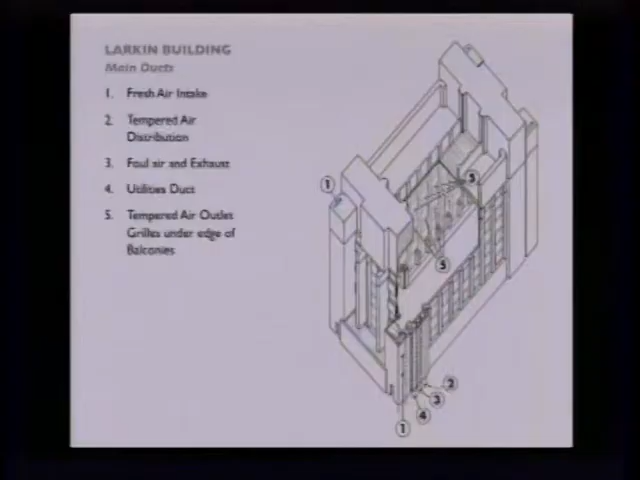 LARKIN BUILDING
Main Ducts
1. Fresh Air Intake
2. Tempered Air
Distribution
3. Foul air and Exhaust
4. Utilities Duct
5. Tempered Air Outlet
Grilles under edge of
Balconies
1
5
5
2
3
4
1